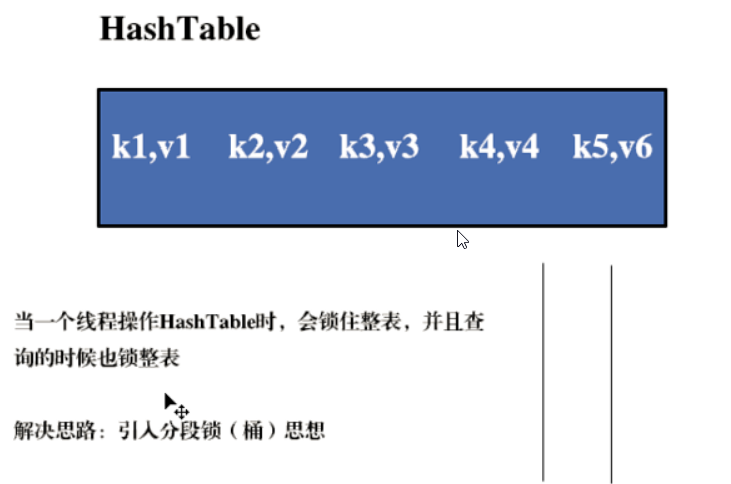 HashTable
k1,v1 k2,v2 k3,v3 k4,v4 k5,v6
当一个线程操作HashTable时，会锁住整表，并且查
询的时候也锁整表
解决思路：引入分段锁（桶）思想